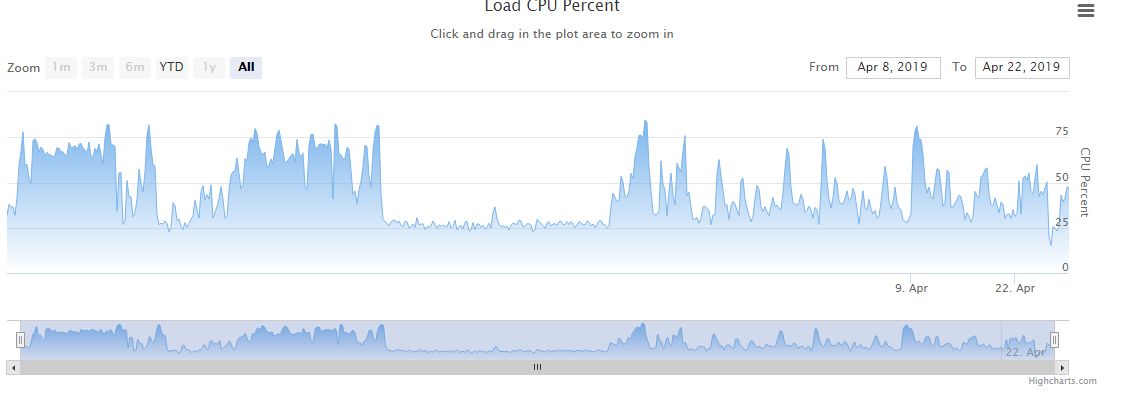 Load CPU Percent
Click and drag in the plot area to zoom in
Zoom 1m 3m 6m YTD 1y All From Apr 8, 2019 To Apr 22, 2019
75
50
25
0
CPU Percent
9. Apr 22. Apr
22. Apr
Highcharts.com